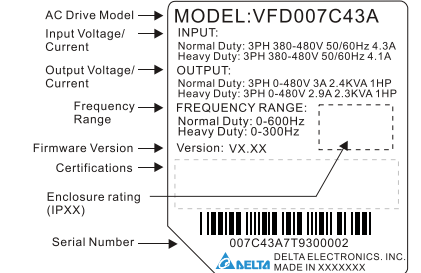 AC Drive Model
MODEL:VFD007C43A
Input Voltage/
Current
INPUT:
Normal Duty: 3PH 380-480V 50/60Hz 4.3A
Heavy Duty: 3PH 380-480V 50/60Hz 4.1A
Output Voltage/
Current
OUTPUT:
Normal Duty: 3PH 0-480V 3A 2.4KVA 1HP
Heavy Duty: 3PH 0-480V 2.9A 2.3KVA 1HP
Frequency
Range
FREQUENCY RANGE:
Normal Duty: 0-600Hz
Heavy Duty: 0-300Hz
Firmware Version
Version: VX.XX
Certifications
Enclosure rating
(IPXX)
Serial Number
007C43A7T9300002
DELTA
DELTA ELECTRONICS. INC.
MADE IN XXXXXXX